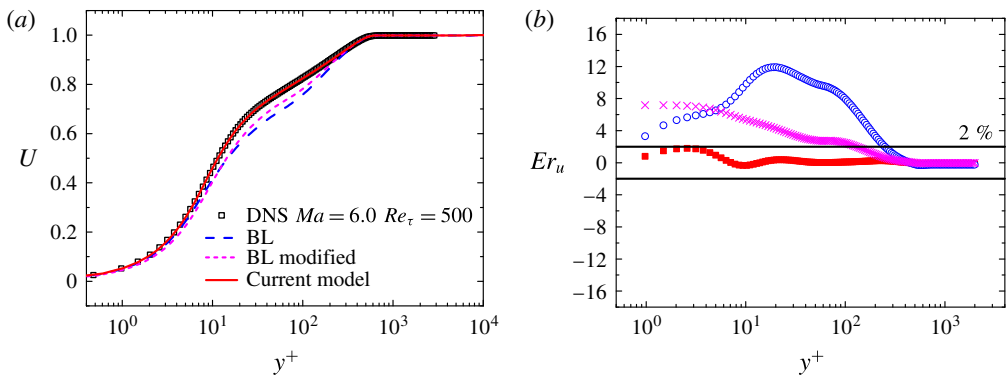 (a)
1.0
0.8
0.6
0.4
0.2
0
U
10^0
10^1
10^2
10^3
10^4
y^+
DNS Ma = 6.0 Re_τ = 500
BL
BL modified
Current model
(b)
16
12
8
4
0
−4
−8
−12
−16
Er_u
2 %
10^0
10^1
10^2
10^3
y^+